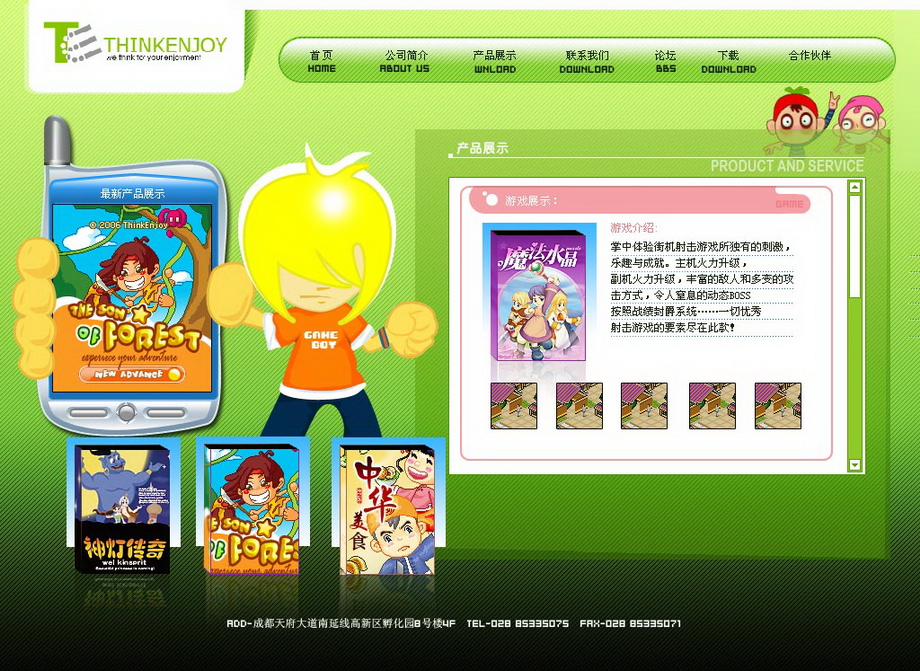 THINKENJOY
we think for your enjoyment
首页
HOME
公司简介
ABOUT US
产品展示
WNLOAD
联系我们
DOWNLOAD
论坛
BBS
下载
DOWNLOAD
合作伙伴
最新产品展示
© 2006 ThinkEnjoy
THE SON
OF FOREST
experiece your adventure
NEW ADVANCE
GAME
BOY
产品展示
PRODUCT AND SERVICE
游戏展示：
GAME
魔法水晶
游戏介绍:
掌中体验街机射击游戏所独有的刺激，
乐趣与成就。主机火力升级，
副机火力升级，丰富的敌人和多变的攻
击方式，令人窒息的动态BOSS
按照战绩封爵系统……一切优秀
射击游戏的要素尽在此款!
神灯传奇
wel kinsprit
E SON
OF FORES
experiece your adventure
中华
美食
ADD-成都天府大道南延线高新区孵化园8号楼4F TEL-028 85335075 FAX-028 85335071